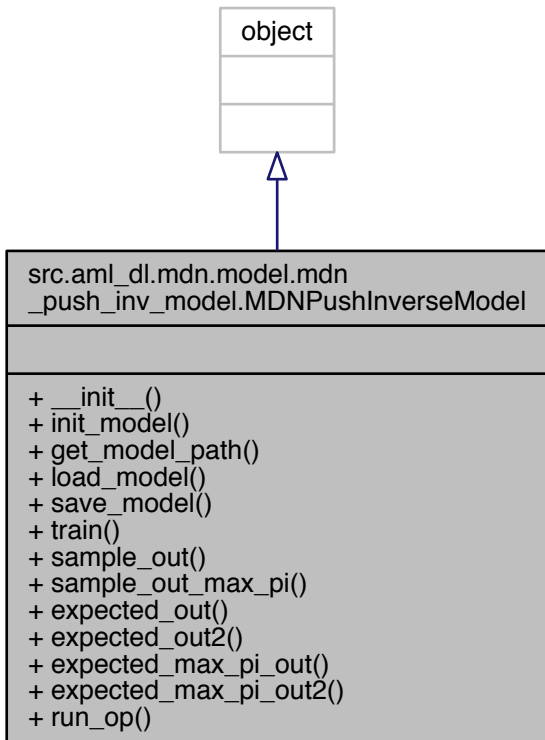 object
src.aml_dl.mdn.model.mdn
_push_inv_model.MDNPushInverseModel
+ __init__()
+ init_model()
+ get_model_path()
+ load_model()
+ save_model()
+ train()
+ sample_out()
+ sample_out_max_pi()
+ expected_out()
+ expected_out2()
+ expected_max_pi_out()
+ expected_max_pi_out2()
+ run_op()